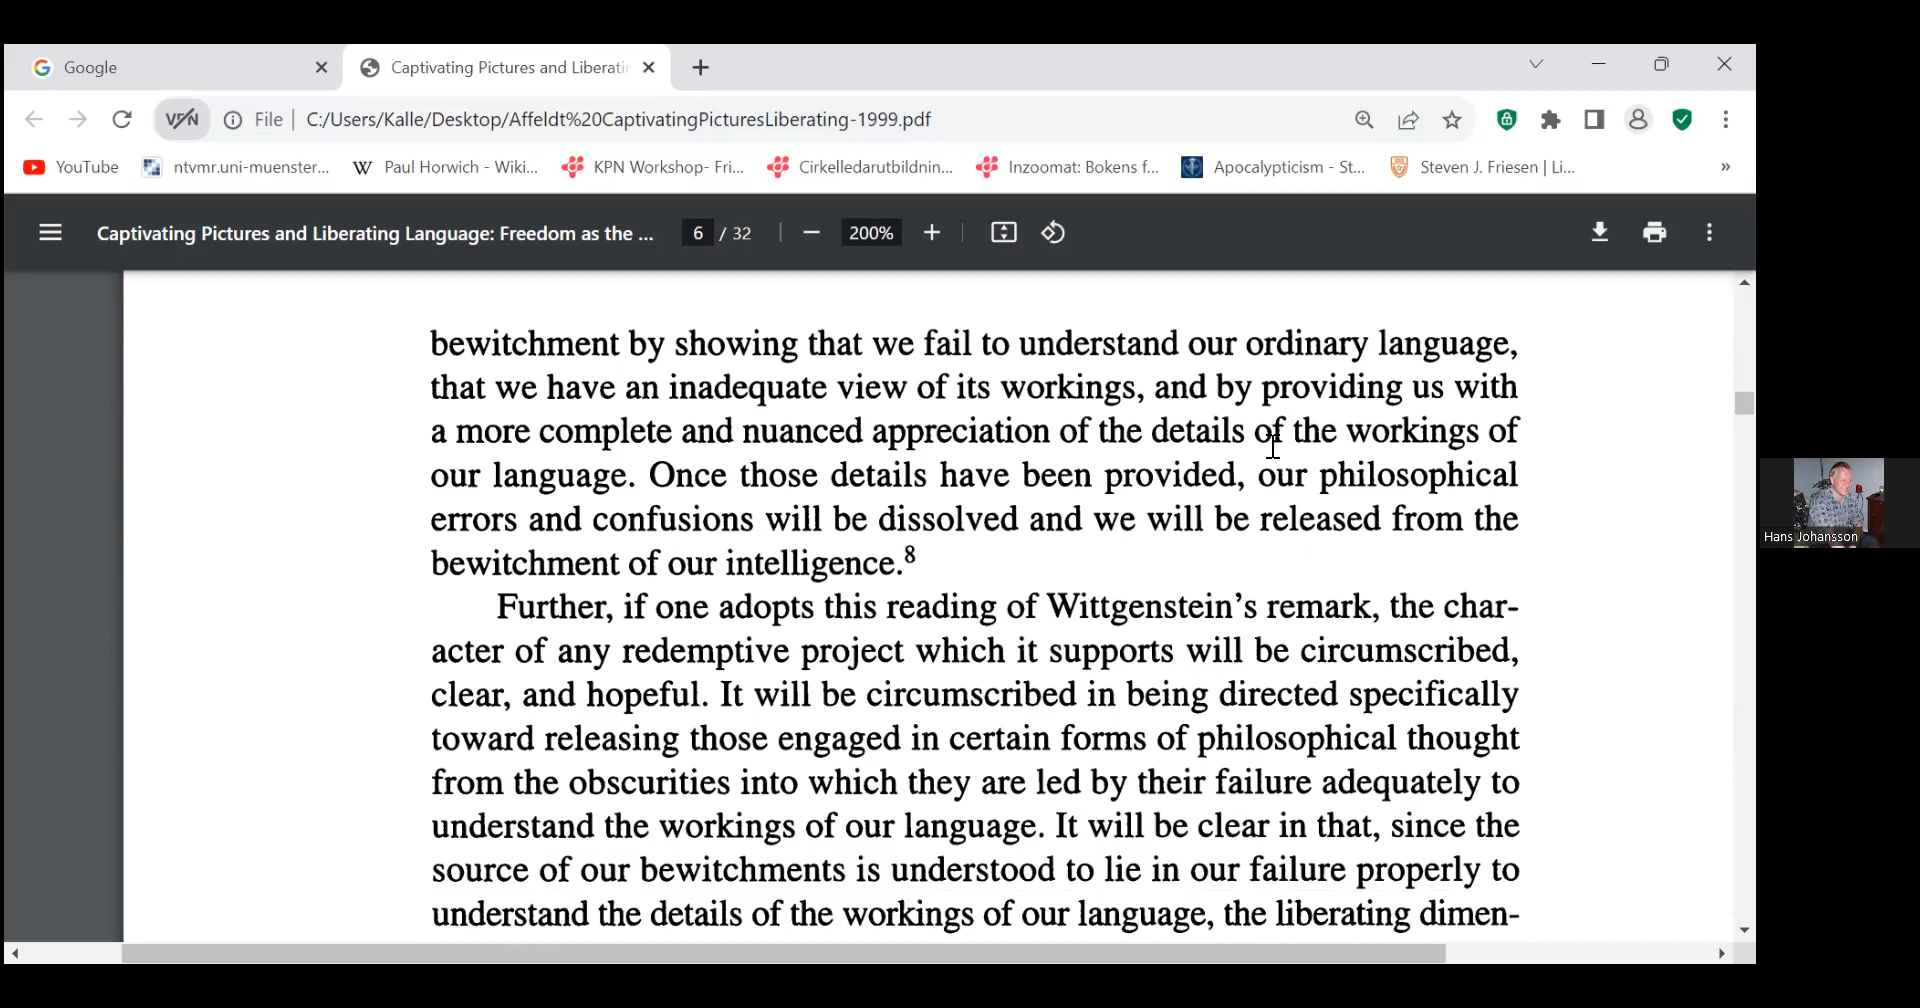 Google
Captivating Pictures and Liberatin
VPN
File
C:/Users/Kalle/Desktop/Affeldt%20CaptivatingPicturesLiberating-1999.pdf
YouTube
ntvmr.uni-muenster...
Paul Horwich - Wiki...
KPN Workshop- Fri...
Cirkelledarutbildnin...
Inzoomat: Bokens f...
Apocalypticism - St...
Steven J. Friesen | Li...
»
Captivating Pictures and Liberating Language: Freedom as the ...
6 / 32
200%
bewitchment by showing that we fail to understand our ordinary language,
that we have an inadequate view of its workings, and by providing us with
a more complete and nuanced appreciation of the details of the workings of
our language. Once those details have been provided, our philosophical
errors and confusions will be dissolved and we will be released from the
bewitchment of our intelligence.8
Further, if one adopts this reading of Wittgenstein's remark, the char-
acter of any redemptive project which it supports will be circumscribed,
clear, and hopeful. It will be circumscribed in being directed specifically
toward releasing those engaged in certain forms of philosophical thought
from the obscurities into which they are led by their failure adequately to
understand the workings of our language. It will be clear in that, since the
source of our bewitchments is understood to lie in our failure properly to
understand the details of the workings of our language, the liberating dimen-
Hans Johansson